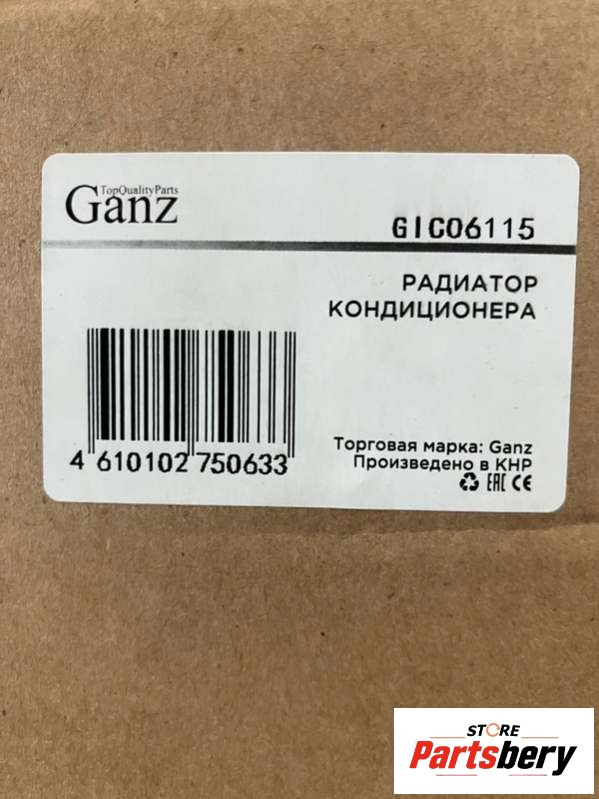 TopQualityParts
Ganz
GIC06115
РАДИАТОР
КОНДИЦИОНЕРА
4 610102 750633
Торговая марка: Ganz
Произведено в КНР
EAC CE
STORE
Partsbery